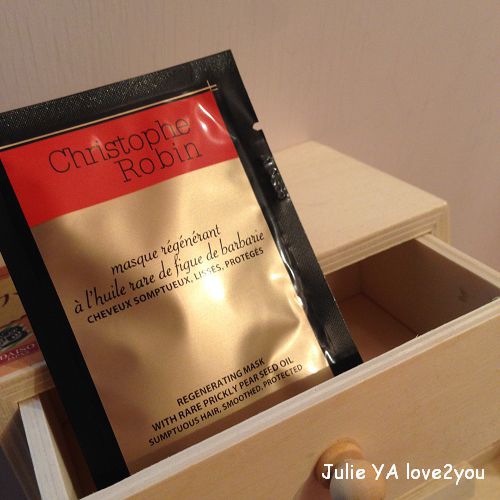 Christophe
Robin
masque régénérant
à l'huile rare de figue de barbarie
CHEVEUX SOMPTUEUX, LISSÉS, PROTÉGÉS
REGENERATING MASK
WITH RARE PRICKLY PEAR SEED OIL
SUMPTUOUS HAIR, SMOOTHED, PROTECTED
Julie YA love2you